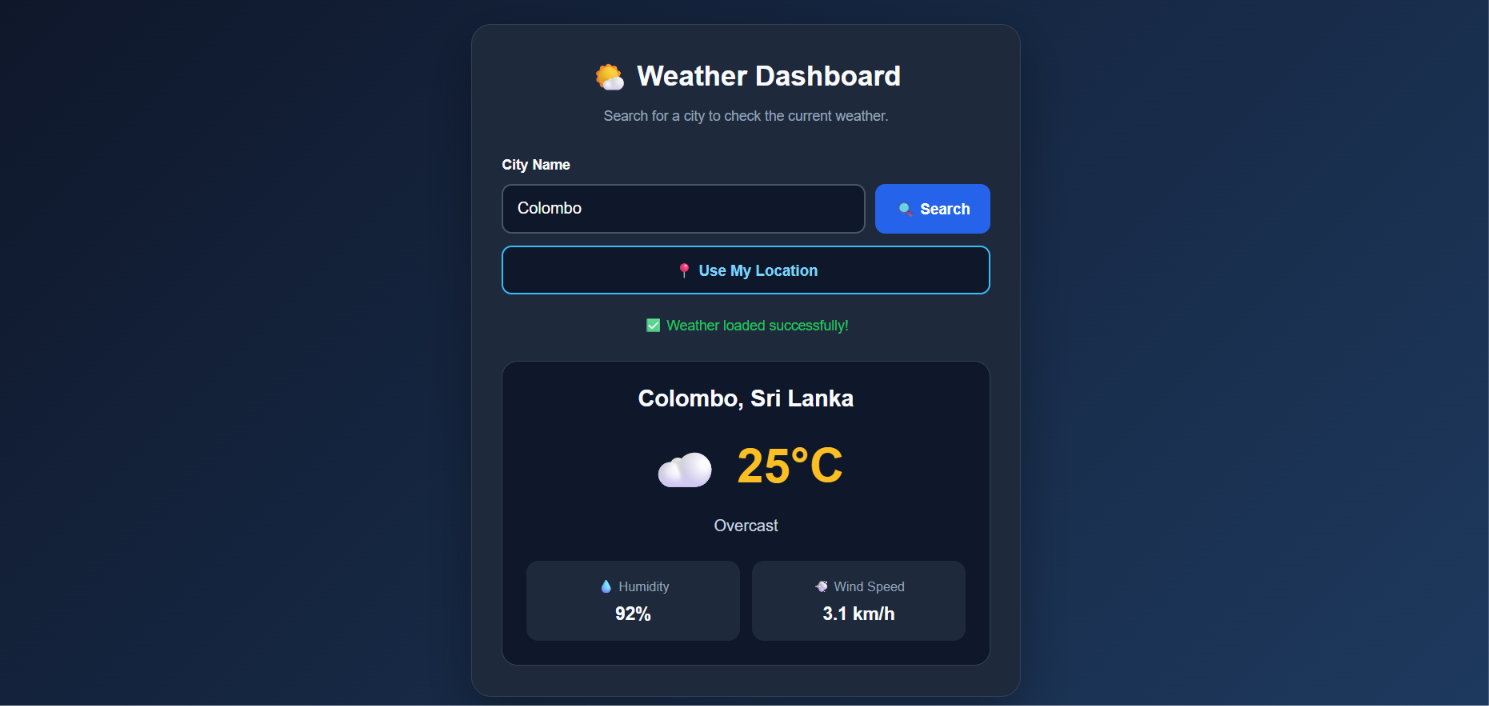 Weather Dashboard
Search for a city to check the current weather.
City Name
Colombo
Search
Use My Location
Weather loaded successfully!
Colombo, Sri Lanka
25°C
Overcast
Humidity
92%
Wind Speed
3.1 km/h